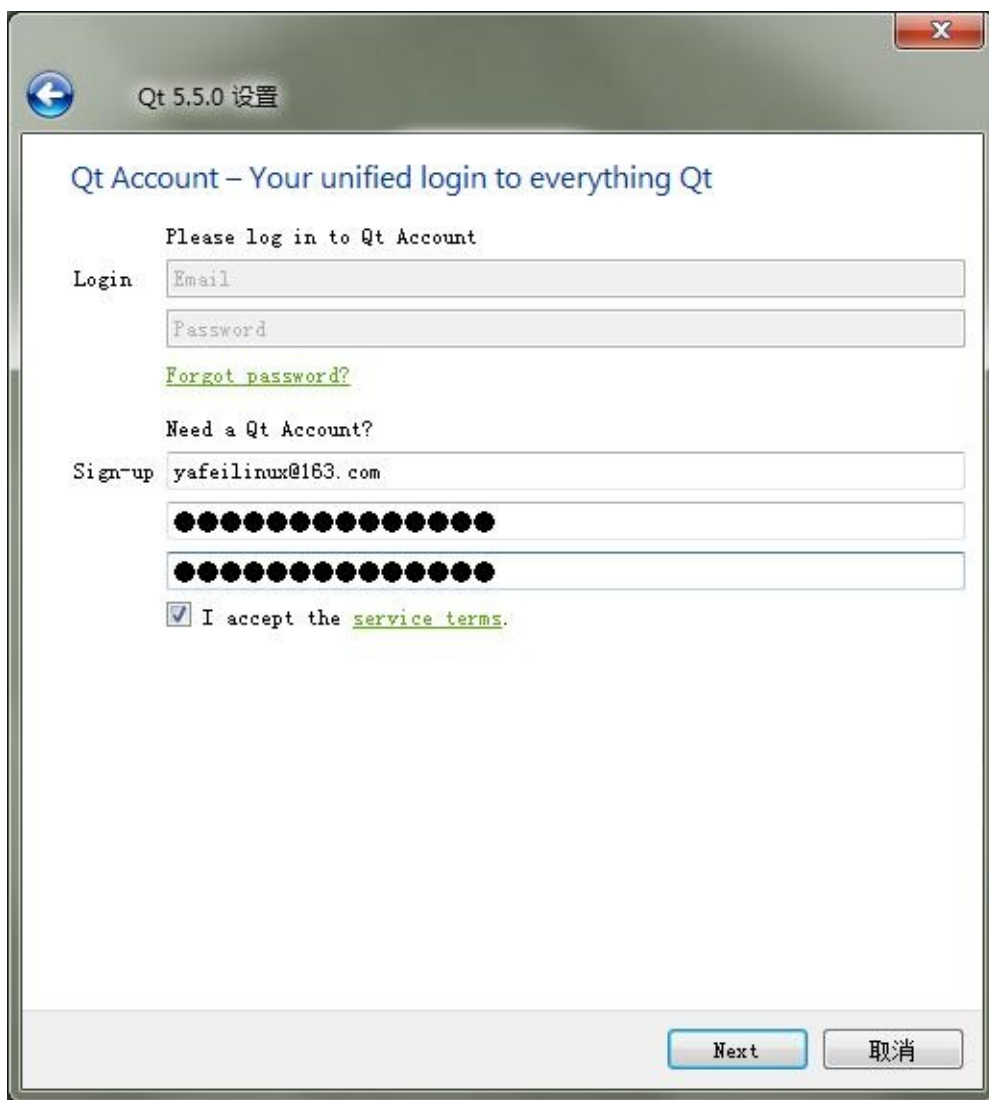 Qt 5.5.0 设置
Qt Account – Your unified login to everything Qt
Please log in to Qt Account
Login
Email
Password
Forgot password?
Need a Qt Account?
Sign-up
yafeilinux@163.com
●●●●●●●●●●●●●●
●●●●●●●●●●●●●●
I accept the service terms.
Next
取消